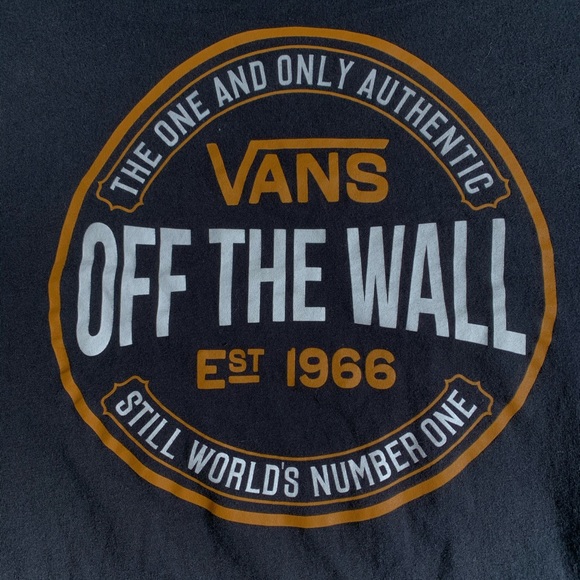 THE ONE AND ONLY AUTHENTIC
VANS
OFF THE WALL
EST 1966
STILL WORLD'S NUMBER ONE